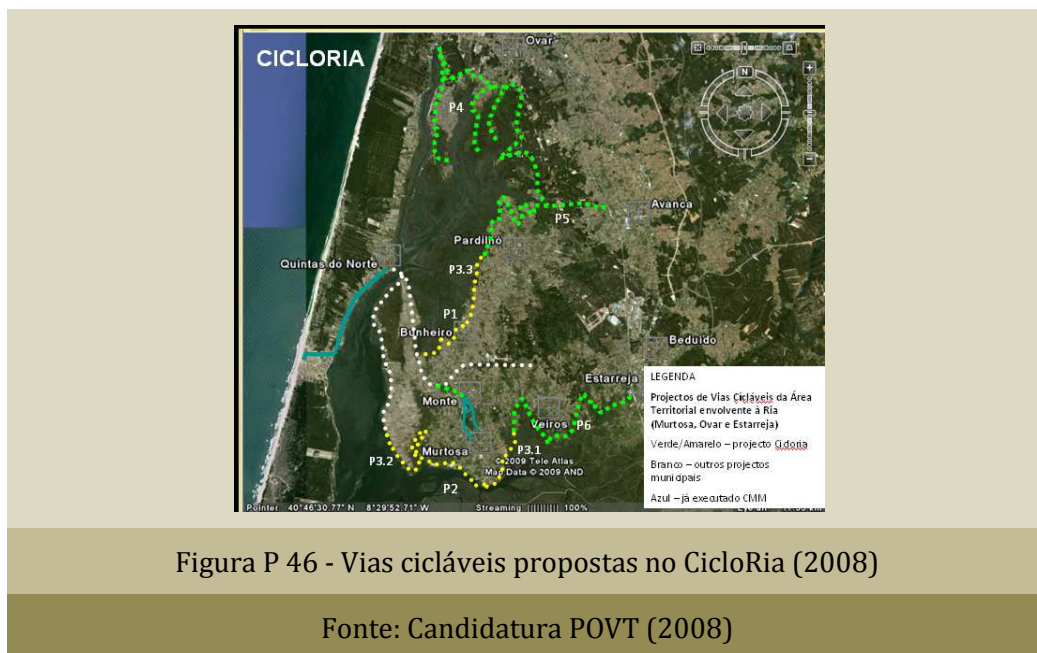 CICLORIA
Ovar
N
P4
Avanca
P5
Pardilhó
Quintas do Norte
P3.3
P1
Bunheiro
Beduido
Estarreja
Monte
Veiros
P6
Murtosa
P3.1
P3.2
P2
© 2009 Tele Atlas
Map Data © 2009 AND
Pointer 40°46'30.77" N 8°29'52.71" W Streaming 100%
LEGENDA
Projectos de Vias Cicláveis da Área
Territorial envolvente à Ria
(Murtosa, Ovar e Estarreja)
Verde/Amarelo – projecto Cicloria
Branco – outros projectos
municipais
Azul – já executado CMM
Figura P 46 - Vias cicláveis propostas no CicloRia (2008)
Fonte: Candidatura POVT (2008)